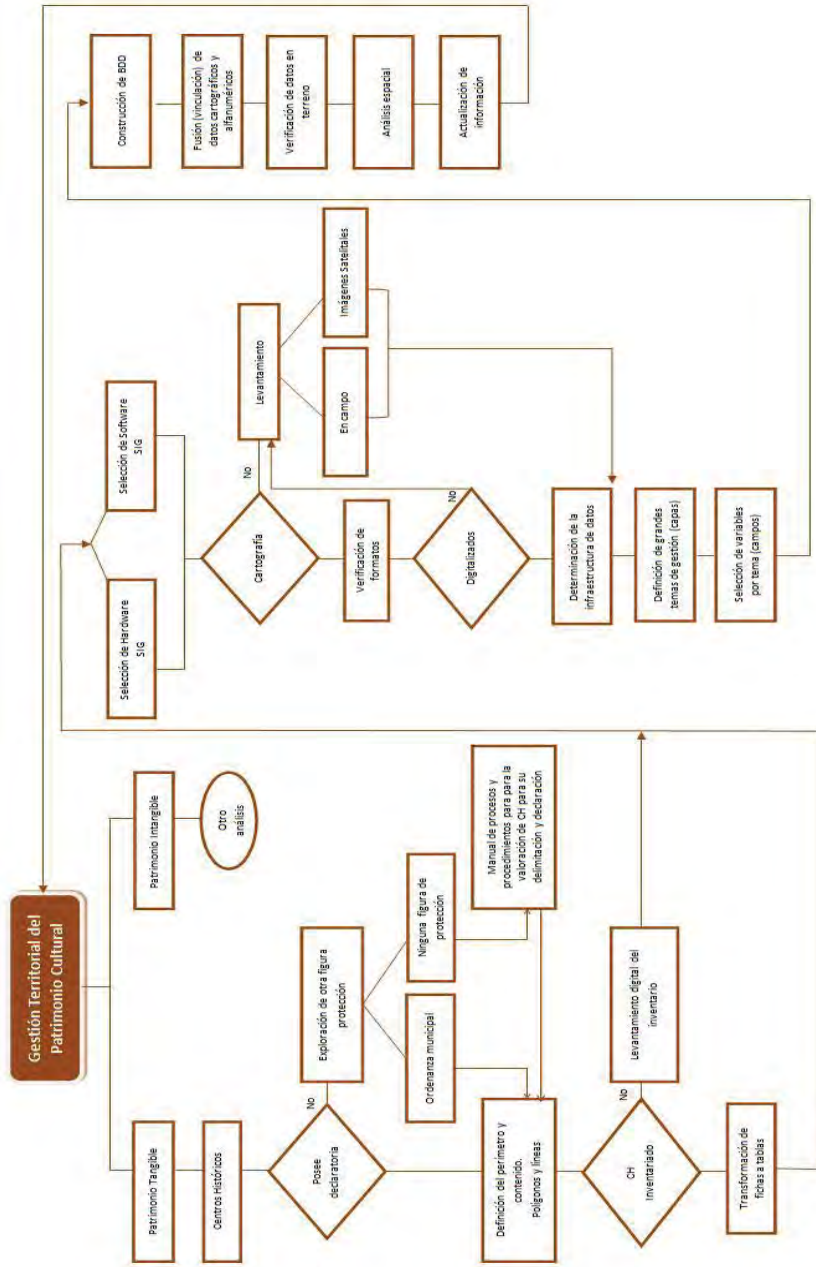 Gestión Territorial del
Patrimonio Cultural
Patrimonio Tangible
Patrimonio Intangible
Otro
análisis
Centros Históricos
Posee
declaratoria
No
Exploración de otra figura
protección
Ordenanza municipal
Ninguna figura de
protección
Manual de procesos y
procedimientos para para la
valoración de CH para su
delimitación y declaración
Definición del perímetro y
contenido.
Polígonos y líneas
CH
Inventariado
No
Levantamiento digital del
inventario
Transformación de
fichas a tablas
Selección de Hardware
SIG
Selección de Software
SIG
Cartografía
No
Levantamiento
En campo
Imágenes Satelitales
Verificación de
formatos
Digitalizados
No
Determinación de la
infraestructura de datos
Definición de grandes
temas de gestión (capas)
Selección de variables
por tema (campos)
Construcción de BDD
Fusión (vinculación) de
datos cartográficos y
alfanuméricos
Verificación de datos en
terreno
Análisis espacial
Actualización de
información